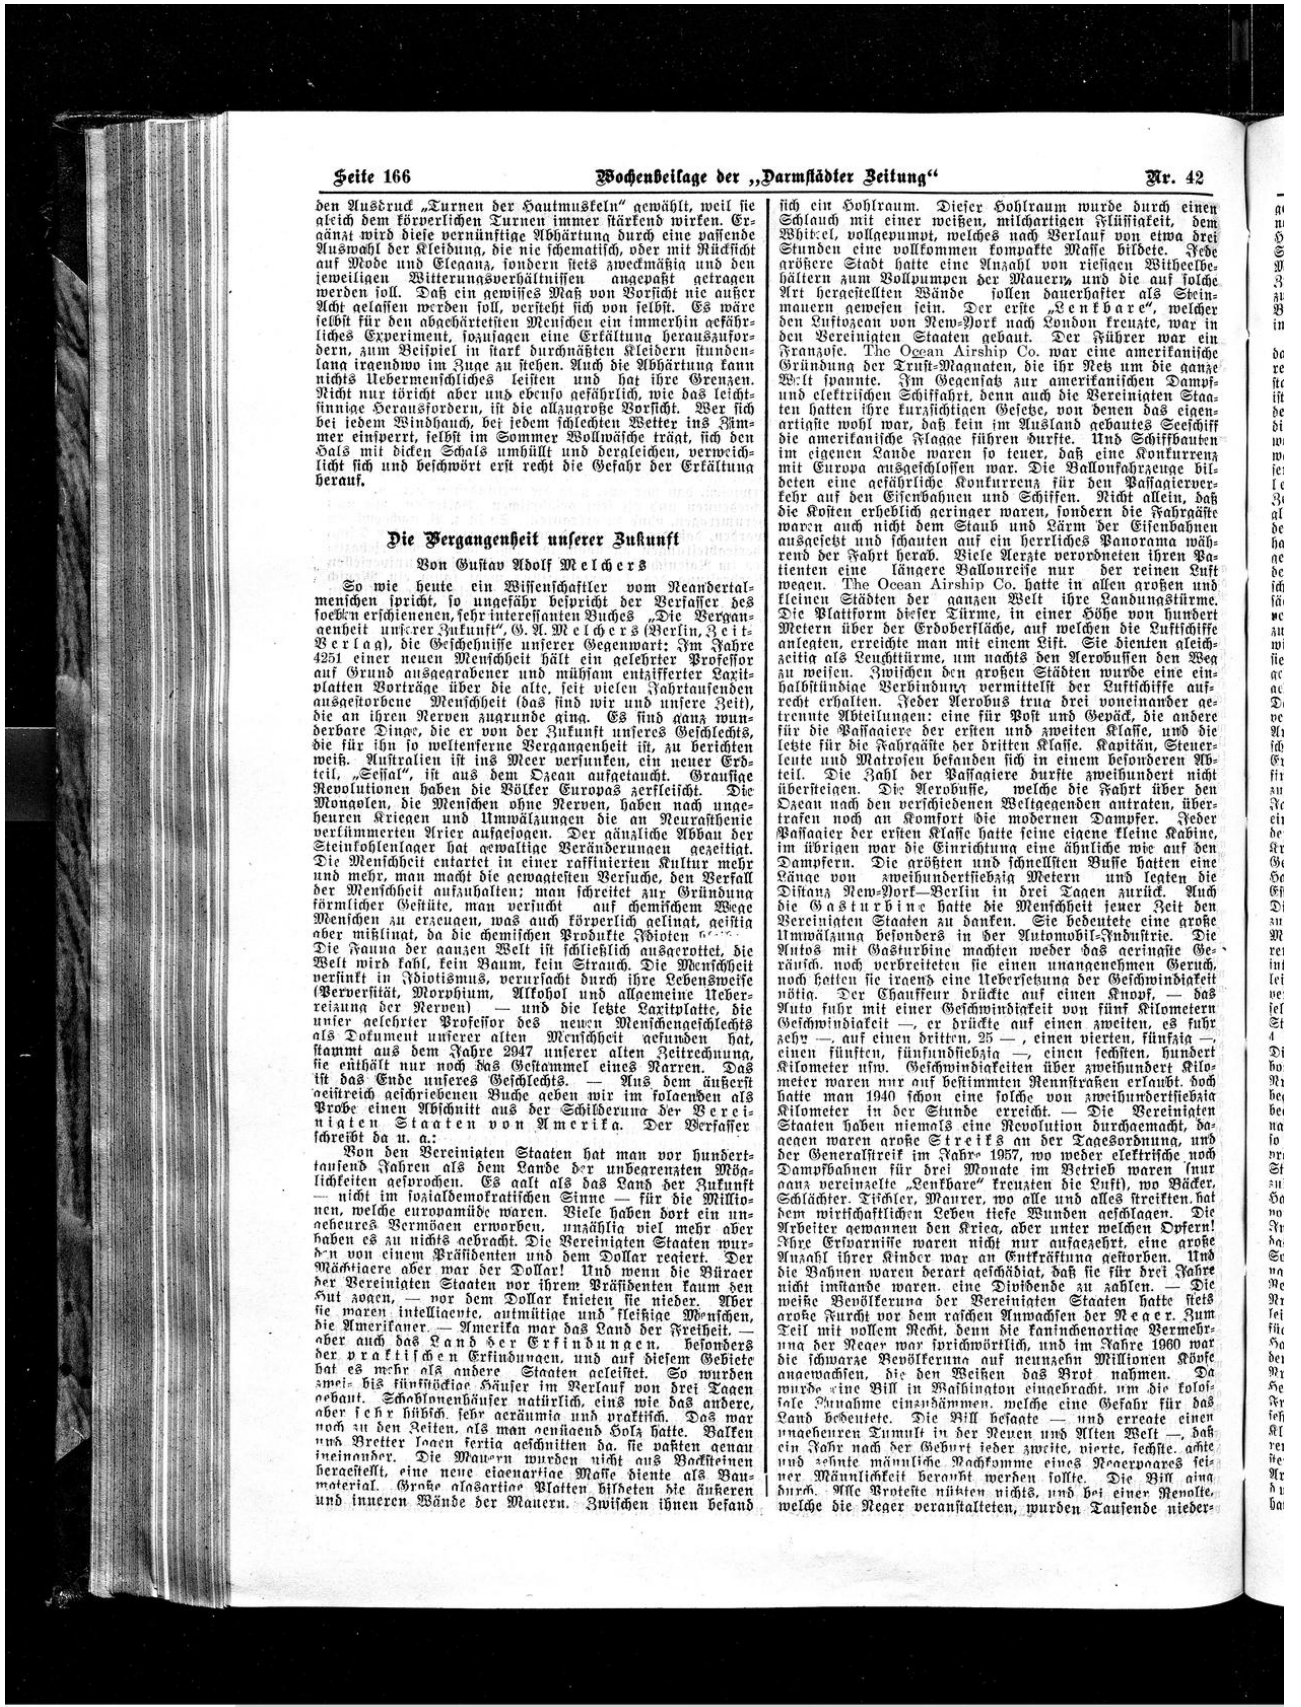 Seite 166
Wochenbeilage der „Darmstädter Zeitung“
Nr. 42
den Ausdruck „Turnen der Hautmuskeln“ gewählt, weil sie
gleich dem körperlichen Turnen immer stärkend wirken. Er-
gänzt wird diese vernünftige Abhärtung durch eine passende
Auswahl der Kleidung, die nie schematisch, oder mit Rücksicht
auf Mode und Eleganz, sondern stets zweckmäßig und den
jeweiligen Witterungsverhältnissen angepaßt getragen
werden soll. Daß ein gewisses Maß von Vorsicht nie außer
Acht gelassen werden soll, versteht sich von selbst. Es wäre
selbst für den abgehärtetsten Menschen ein immerhin gefähr-
liches Experiment, sozusagen eine Erkältung herauszufor-
dern, zum Beispiel in stark durchnäßten Kleidern stunden-
lang irgendwo im Zuge zu stehen. Auch die Abhärtung kann
nichts Uebermenschliches leisten und hat ihre Grenzen.
Nicht nur töricht aber und ebenso gefährlich, wie das leicht-
sinnige Herausfordern, ist die allzugroße Vorsicht. Wer sich
bei jedem Windhauch, bei jedem schlechten Wetter ins Zim-
mer einsperrt, selbst im Sommer Wollwäsche trägt, sich den
Hals mit dicken Schals umhüllt und dergleichen, verweich-
licht sich und beschwört erst recht die Gefahr der Erkältung
herauf.
Die Vergangenheit unserer Zukunft
Von Gustav Adolf Melchers
So wie heute ein Wissenschaftler vom Neandertal-
menschen spricht, so ungefähr bespricht der Verfasser des
soeben erschienenen, sehr interessanten Buches „Die Vergan-
genheit unserer Zukunft“, G. A. Melchers (Berlin, Zeit-
Verlag), die Geschehnisse unserer Gegenwart: Im Jahre
4251 einer neuen Menschheit hält ein gelehrter Professor
auf Grund ausgegrabener und mühsam entzifferter Laxit-
platten Vorträge über die alte, seit vielen Jahrtausenden
ausgestorbene Menschheit (das sind wir und unsere Zeit),
die an ihren Nerven zugrunde ging. Es sind ganz wun-
derbare Dinge, die er von der Zukunft unseres Geschlechts,
die für ihn so weltenferne Vergangenheit ist, zu berichten
weiß. Australien ist ins Meer versunken, ein neuer Erd-
teil, „Sessal“, ist aus dem Ozean aufgetaucht. Grausige
Revolutionen haben die Völker Europas zerfleischt. Die
Mongolen, die Menschen ohne Nerven, haben nach unge-
heuren Kriegen und Umwälzungen die an Neurasthenie
verkümmerten Arier aufgesogen. Der gänzliche Abbau der
Steinkohlenlager hat gewaltige Veränderungen gezeitigt.
Die Menschheit entartet in einer raffinierten Kultur mehr
und mehr, man macht die gewagtesten Versuche, den Verfall
der Menschheit aufzuhalten; man schreitet zur Gründung
förmlicher Gestüte, man versucht auf chemischem Wege
Menschen zu erzeugen, was auch körperlich gelingt, geistig
aber mißlingt, da die chemischen Produkte Idioten
Die Fauna der ganzen Welt ist schließlich ausgerottet, die
Welt wird kahl, kein Baum, kein Strauch. Die Menschheit
versinkt in Idiotismus, verursacht durch ihre Lebensweise
(Perversität, Morphium, Alkohol und allgemeine Ueber-
reizung der Nerven) — und die letzte Laxitplatte, die
unser gelehrter Professor des neuen Menschengeschlechts
als Dokument unserer alten Menschheit gefunden hat,
stammt aus dem Jahre 2947 unserer alten Zeitrechnung,
sie enthält nur noch das Gestammel eines Narren. Das
ist das Ende unseres Geschlechts. — Aus dem äußerst
geistreich geschriebenen Buche geben wir im folgenden als
Probe einen Abschnitt aus der Schilderung der Verei-
nigten Staaten von Amerika. Der Verfasser
schreibt da u. a.:
Von den Vereinigten Staaten hat man vor hundert-
tausend Jahren als dem Lande der unbegrenzten Mög-
lichkeiten gesprochen. Es galt als das Land der Zukunft
— nicht im sozialdemokratischen Sinne — für die Millio-
nen, welche europamüde waren. Viele haben dort ein un-
geheures Vermögen erworben, unzählig viel mehr aber
haben es zu nichts gebracht. Die Vereinigten Staaten wur-
den von einem Präsidenten und dem Dollar regiert. Der
Mächtigere aber war der Dollar! Und wenn die Bürger
der Vereinigten Staaten vor ihrem Präsidenten kaum den
Hut zogen, — vor dem Dollar knieten sie nieder. Aber
sie waren intelligente, gutmütige und fleißige Menschen,
die Amerikaner. — Amerika war das Land der Freiheit, —
aber auch das Land der Erfindungen, besonders
der praktischen Erfindungen, und auf diesem Gebiete
hat es mehr als andere Staaten geleistet. So wurden
zwei- bis fünfstöckige Häuser im Verlauf von drei Tagen
gebaut. Schablonenhäuser natürlich, eins wie das andere,
aber sehr hübsch, sehr geräumig und praktisch. Das war
noch zu den Zeiten, als man genügend Holz hatte. Balken
und Bretter lagen fertig geschnitten da, sie paßten genau
ineinander. Die Mauern wurden nicht aus Backsteinen
hergestellt, eine neue eigenartige Masse diente als Bau-
material. Große glasartige Platten bildeten die äußeren
und inneren Wände der Mauern. Zwischen ihnen befand
sich ein Hohlraum. Dieser Hohlraum wurde durch einen
Schlauch mit einer weißen, milchartigen Flüssigkeit, dem
vollgepumpt, welches nach Verlauf von etwa drei
Stunden eine vollkommen kompakte Masse bildete. Jede
größere Stadt hatte eine Anzahl von riesigen Witheelbe-
hältern zum Vollpumpen der Mauern, und die auf solche
Art hergestellten Wände sollen dauerhafter als Stein-
mauern gewesen sein. Der erste „Lenkbare“, welcher
den Luftozean von New-York nach London kreuzte, war in
den Vereinigten Staaten gebaut. Der Führer war ein
Franzose. The Ocean Airship Co. war eine amerikanische
Gründung der Trust-Magnaten, die ihr Netz um die ganze
Welt spannte. Im Gegensatz zur amerikanischen Dampf-
und elektrischen Schiffahrt, denn auch die Vereinigten Staa-
ten hatten ihre kurzsichtigen Gesetze, von denen das eigen-
artigste wohl war, daß kein im Ausland gebautes Seeschiff
die amerikanische Flagge führen durfte. Und Schiffbauten
im eigenen Lande waren so teuer, daß eine Konkurrenz
mit Europa ausgeschlossen war. Die Ballonfahrzeuge bil-
deten eine gefährliche Konkurrenz für den Passagierver-
kehr auf den Eisenbahnen und Schiffen. Nicht allein, daß
die Kosten erheblich geringer waren, sondern die Fahrgäste
waren auch nicht dem Staub und Lärm der Eisenbahnen
ausgesetzt und schauten auf ein herrliches Panorama wäh-
rend der Fahrt herab. Viele Aerzte verordneten ihren Pa-
tienten eine längere Ballonreise nur der reinen Luft
wegen. The Ocean Airship Co. hatte in allen großen und
kleinen Städten der ganzen Welt ihre Landungstürme.
Die Plattform dieser Türme, in einer Höhe von hundert
Metern über der Erdoberfläche, auf welchen die Luftschiffe
anlegten, erreichte man mit einem Lift. Sie dienten gleich-
zeitig als Leuchttürme, um nachts den Aerobussen den Weg
zu weisen. Zwischen den großen Städten wurde eine ein-
halbstündige Verbindung vermittelst der Luftschiffe auf-
recht erhalten. Jeder Aerobus trug drei voneinander ge-
trennte Abteilungen: eine für Post und Gepäck, die andere
für die Passagiere der ersten und zweiten Klasse, und die
letzte für die Fahrgäste der dritten Klasse. Kapitän, Steuer-
leute und Matrosen befanden sich in einem besonderen Ab-
teil. Die Zahl der Passagiere durfte zweihundert nicht
übersteigen. Die Aerobusse, welche die Fahrt über den
Ozean nach den verschiedenen Weltgegenden antraten, über-
trafen noch an Komfort die modernen Dampfer. Jeder
Passagier der ersten Klasse hatte seine eigene kleine Kabine,
im übrigen war die Einrichtung eine ähnliche wie auf den
Dampfern. Die größten und schnellsten Busse hatten eine
Länge von zweihundertsiebzig Metern und legten die
Distanz New-York—Berlin in drei Tagen zurück. Auch
die Gasturbine hatte die Menschheit jener Zeit den
Vereinigten Staaten zu danken. Sie bedeutete eine große
Umwälzung besonders in der Automobil-Industrie. Die
Autos mit Gasturbine machten weder das geringste Ge-
räusch, noch verbreiteten sie einen unangenehmen Geruch,
noch hatten sie irgend eine Uebersetzung der Geschwindigkeit
nötig. Der Chauffeur drückte auf einen Knopf, — das
Auto fuhr mit einer Geschwindigkeit von fünf Kilometern
Geschwindigkeit —, er drückte auf einen zweiten, es fuhr
zehn —, auf einen dritten, 25 —, einen vierten, fünfzig —,
einen fünften, fünfundsiebzig —, einen sechsten, hundert
Kilometer usw. Geschwindigkeiten über zweihundert Kilo-
meter waren nur auf bestimmten Rennstraßen erlaubt, doch
hatte man 1940 schon eine solche von zweihundertsiebzig
Kilometer in der Stunde erreicht. — Die Vereinigten
Staaten haben niemals eine Revolution durchgemacht, da-
gegen waren große Streiks an der Tagesordnung, und
der Generalstreik im Jahre 1957, wo weder elektrische noch
Dampfbahnen für drei Monate im Betrieb waren (nur
ganz vereinzelte „Lenkbare“ kreuzten die Luft), wo Bäcker,
Schlächter, Tischler, Maurer, wo alle und alles streikten, hat
dem wirtschaftlichen Leben tiefe Wunden geschlagen. Die
Arbeiter gewannen den Krieg, aber unter welchen Opfern!
Ihre Ersparnisse waren nicht nur aufgezehrt, eine große
Anzahl ihrer Kinder war an Entkräftung gestorben. Und
die Bahnen waren derart geschädigt, daß sie für drei Jahre
nicht imstande waren, eine Dividende zu zahlen. — Die
weiße Bevölkerung der Vereinigten Staaten hatte stets
große Furcht vor dem raschen Anwachsen der Neger. Zum
Teil mit vollem Recht, denn die kaninchenartige Vermehr-
ung der Neger war sprichwörtlich, und im Jahre 1960 war
die schwarze Bevölkerung auf neunzehn Millionen Köpfe
angewachsen, die den Weißen das Brot nahmen. Da
wurde eine Bill in Washington eingebracht, um die kolos-
sale Zunahme einzudämmen, welche eine Gefahr für das
Land bedeutete. Die Bill besagte — und erregte einen
ungeheuren Tumult in der Neuen und Alten Welt —, daß
ein Jahr nach der Geburt jeder zweite, vierte, sechste, achte
und zehnte männliche Nachkomme eines Negerpaares sei-
ner Männlichkeit beraubt werden sollte. Die Bill ging
durch. Alle Proteste nützten nichts, und bei einer Revolte,
welche die Neger veranstalteten, wurden Tausende nieder-